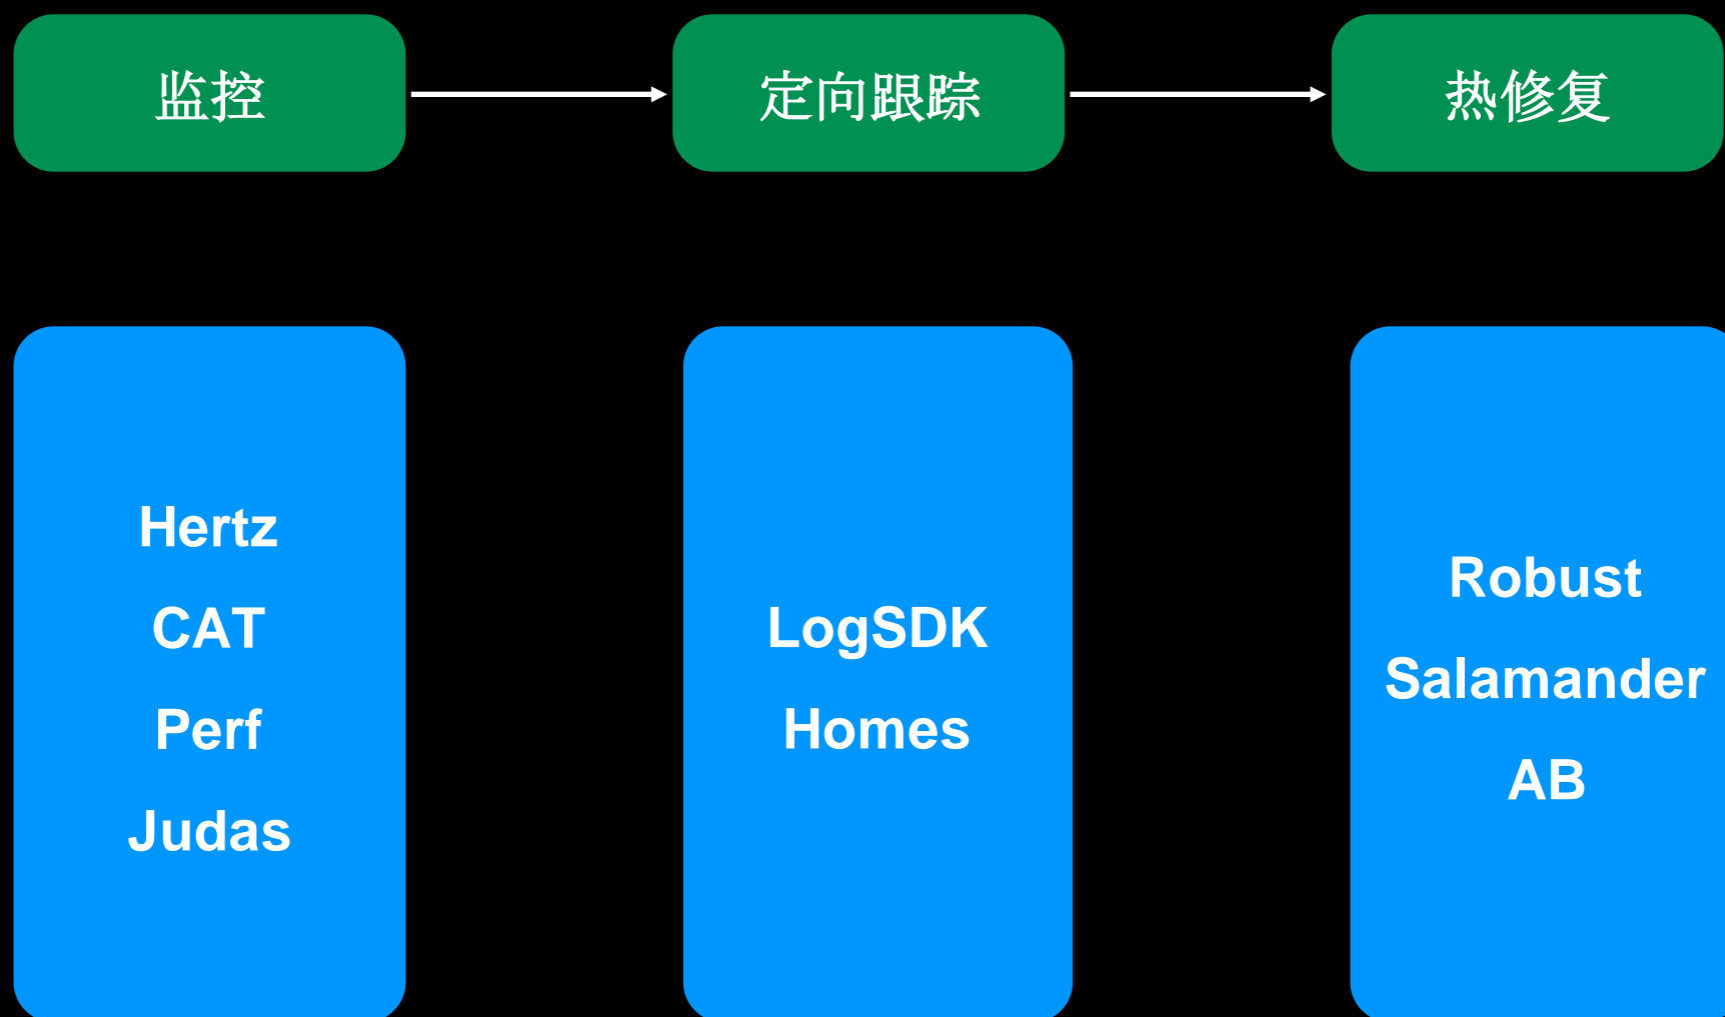 监控
定向跟踪
热修复
Hertz
CAT
Perf
Judas
LogSDK
Homes
Robust
Salamander
AB